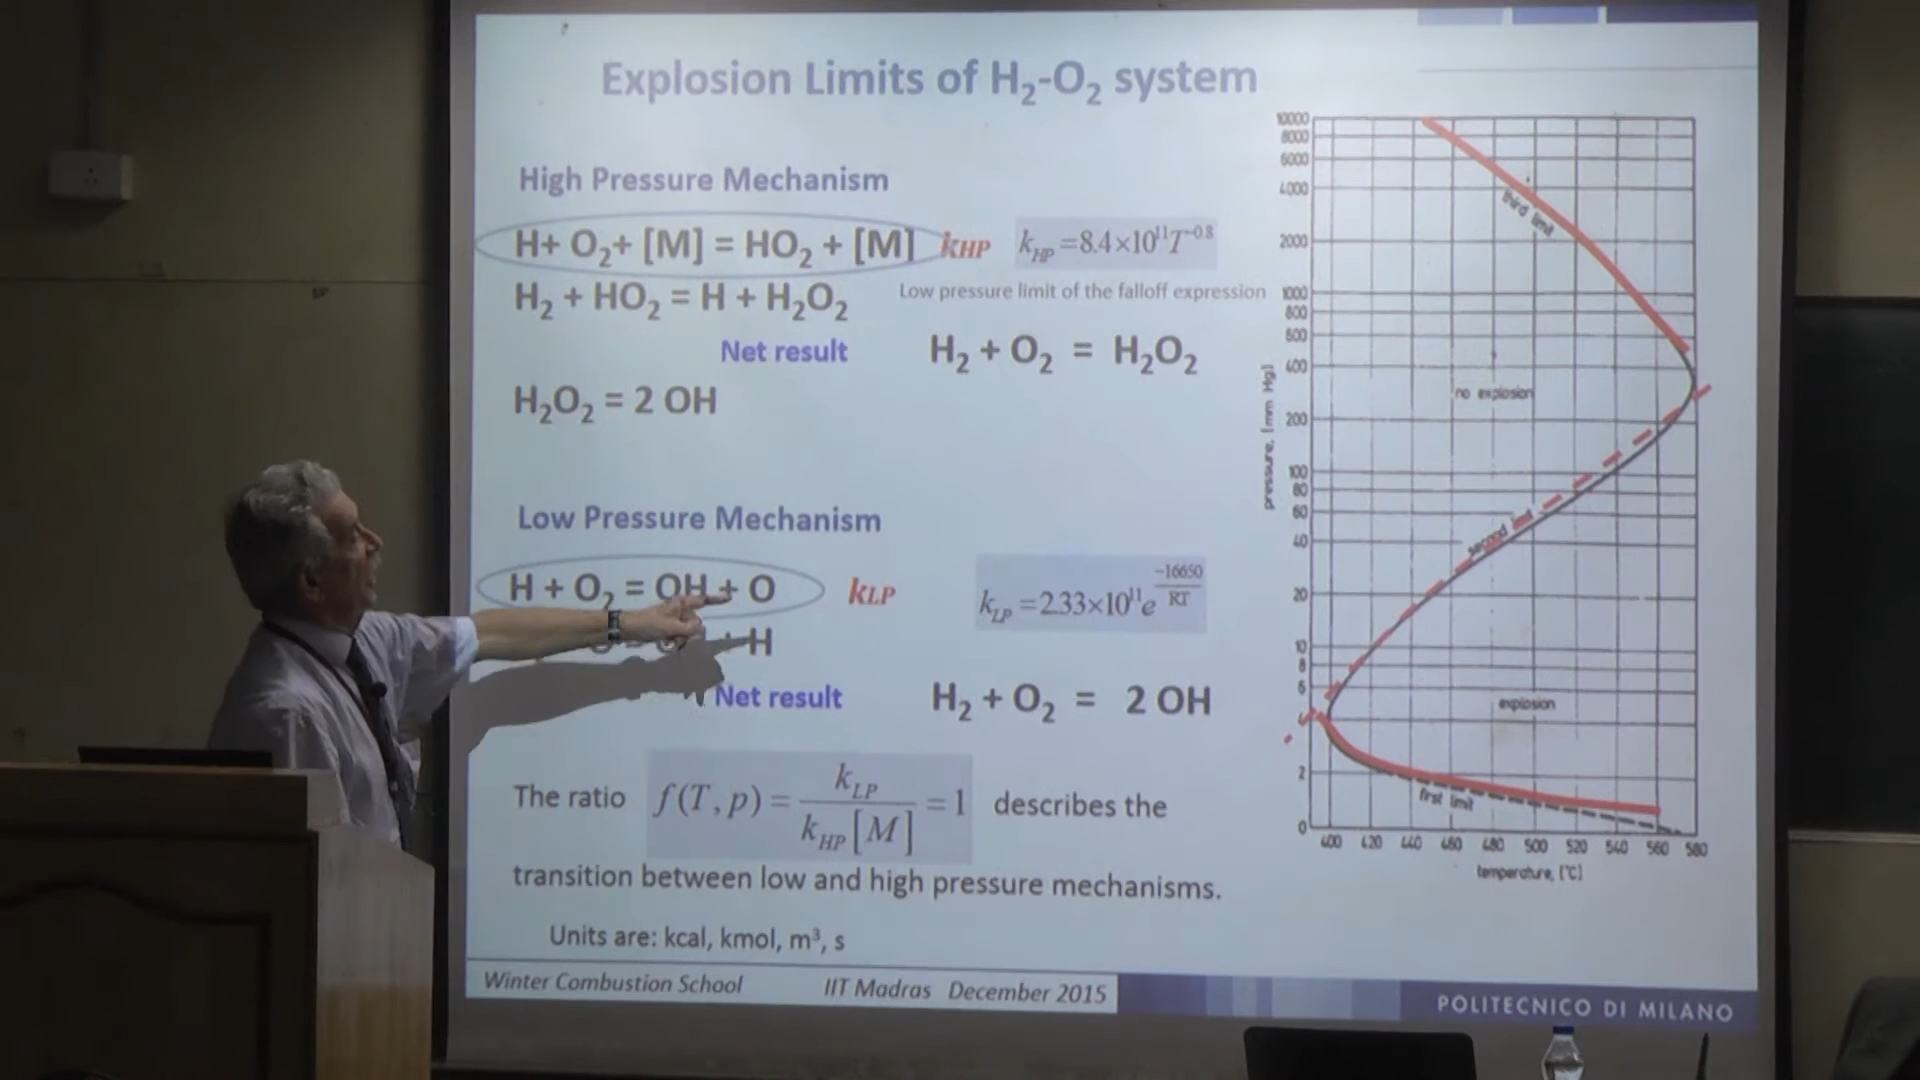 Explosion Limits of H₂-O₂ system
High Pressure Mechanism
H+ O₂+ [M] = HO₂ + [M] kHP k_HP =8.4×10¹¹T⁻⁰·⁸
H₂ + HO₂ = H + H₂O₂ Low pressure limit of the falloff expression
Net result H₂ + O₂ = H₂O₂
H₂O₂ = 2 OH
Low Pressure Mechanism
H + O₂ = OH + O kLP k_LP =2.33×10¹¹e^(-16650/RT)
+ H
Net result H₂ + O₂ = 2 OH
The ratio f(T,p) = k_LP / k_HP[M] = 1 describes the
transition between low and high pressure mechanisms.
Units are: kcal, kmol, m³, s
Winter Combustion School IIT Madras December 2015
POLITECNICO DI MILANO
pressure, [mm Hg]
10000
8000
6000
4000
2000
1000
800
600
400
200
100
80
60
40
20
10
8
6
4
2
0
third limit
no explosion
second
explosion
first limit
400 420 440 460 480 500 520 540 560 580
temperature, [°C]